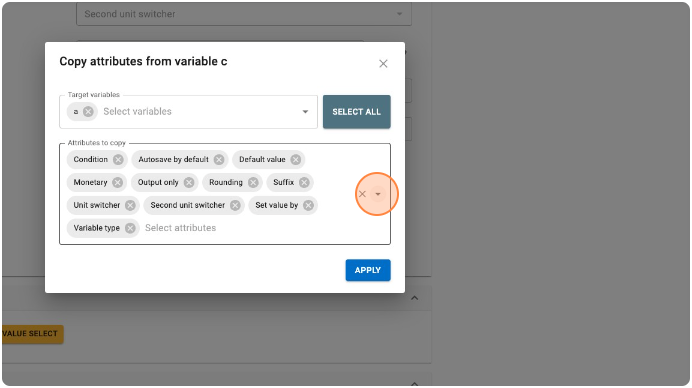 Second unit switcher
Copy attributes from variable c
Target variables
a Select variables
SELECT ALL
Attributes to copy
Condition Autosave by default Default value
Monetary Output only Rounding Suffix
Unit switcher Second unit switcher Set value by
Variable type Select attributes
APPLY
VALUE SELECT